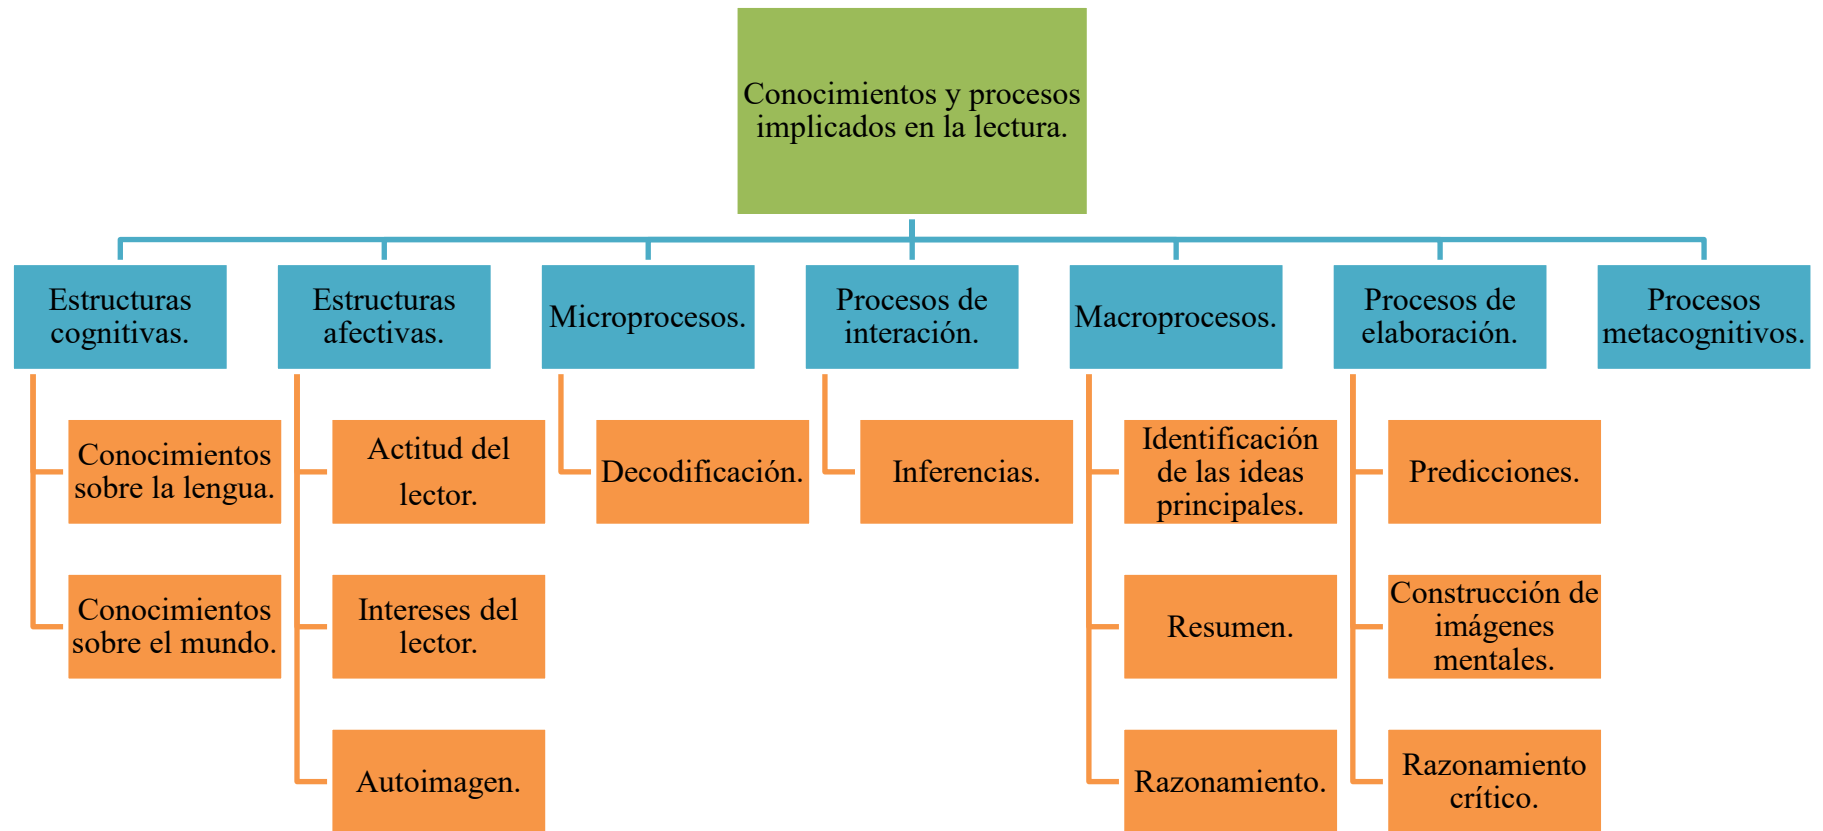 Conocimientos y procesos
implicados en la lectura.
Estructuras
cognitivas.
Conocimientos
sobre la lengua.
Conocimientos
sobre el mundo.
Estructuras
afectivas.
Actitud del
lector.
Intereses del
lector.
Autoimagen.
Microprocesos.
Decodificación.
Procesos de
interación.
Inferencias.
Macroprocesos.
Identificación
de las ideas
principales.
Resumen.
Razonamiento.
Procesos de
elaboración.
Predicciones.
Construcción de
imágenes
mentales.
Razonamiento
crítico.
Procesos
metacognitivos.